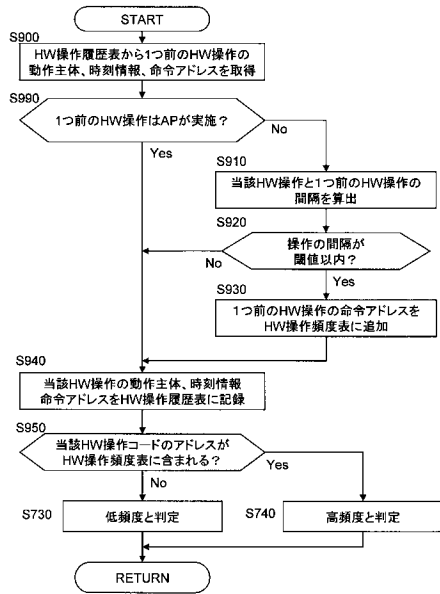 START
S900
HW操作履歴表から1つ前のHW操作の
動作主体、時刻情報、命令アドレスを取得
S990
1つ前のHW操作はAPが実施？
No
Yes
S910
当該HW操作と1つ前のHW操作の
間隔を算出
S920
操作の間隔が
閾値以内？
No
Yes
S930
1つ前のHW操作の命令アドレスを
HW操作頻度表に追加
S940
当該HW操作の動作主体、時刻情報
命令アドレスをHW操作履歴表に記録
S950
当該HW操作コードのアドレスが
HW操作頻度表に含まれる？
Yes
No
S730
低頻度と判定
S740
高頻度と判定
RETURN